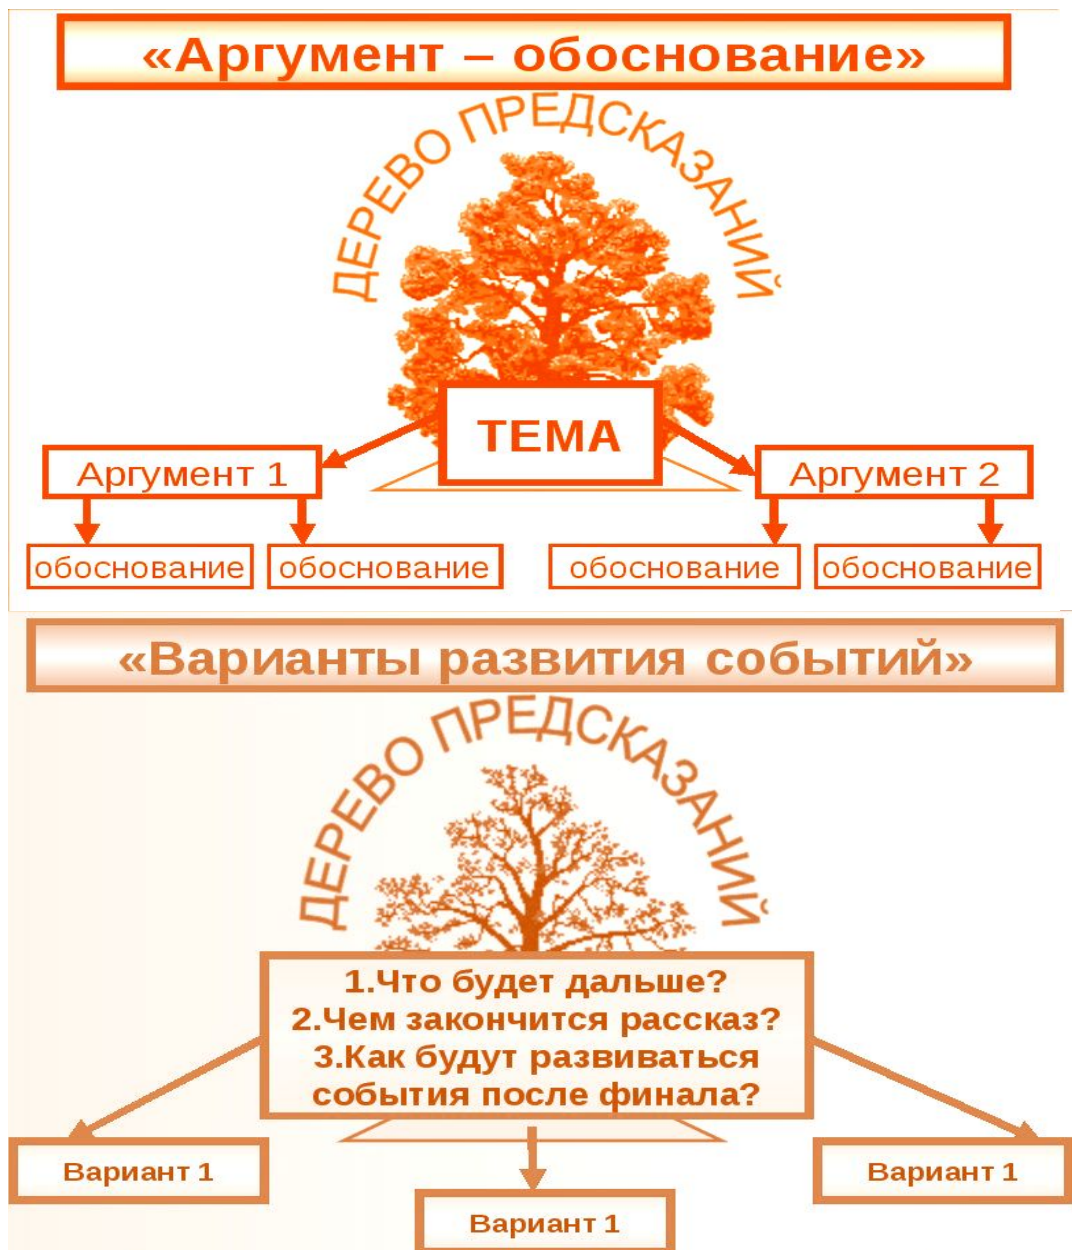 «Аргумент – обоснование»
ДЕРЕВО ПРЕДСКАЗАНИЙ
ТЕМА
Аргумент 1
Аргумент 2
обоснование
обоснование
обоснование
обоснование
«Варианты развития событий»
ДЕРЕВО ПРЕДСКАЗАНИЙ
1.Что будет дальше?
2.Чем закончится рассказ?
3.Как будут развиваться
события после финала?
Вариант 1
Вариант 1
Вариант 1